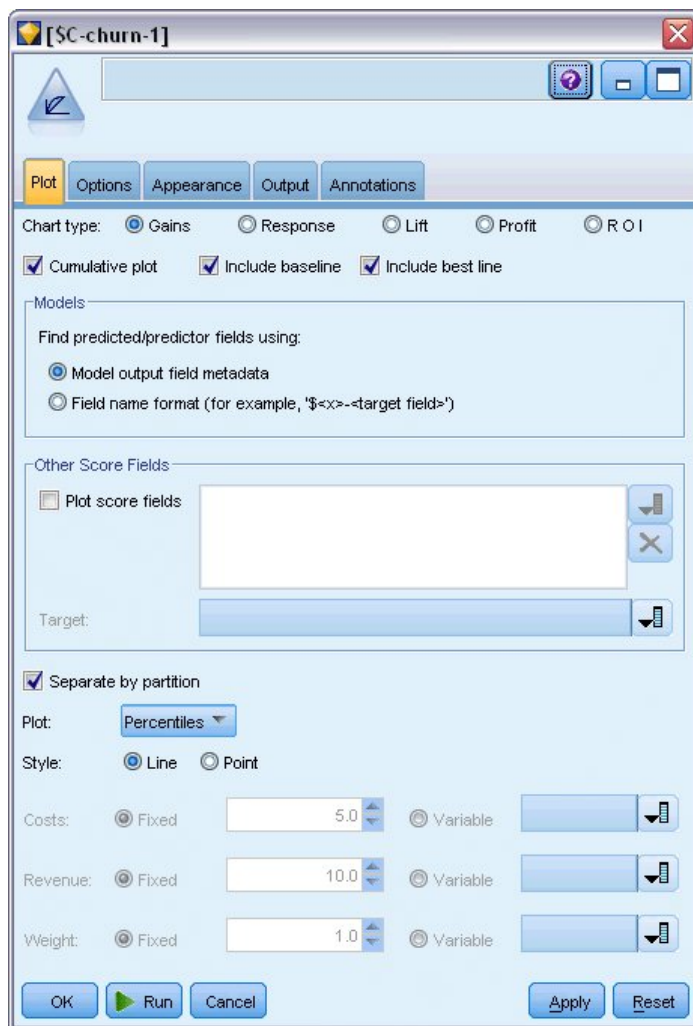 [$C-churn-1]
?
Plot Options Appearance Output Annotations
Chart type: Gains Response Lift Profit R O I
Cumulative plot Include baseline Include best line
Models
Find predicted/predictor fields using:
Model output field metadata
Field name format (for example, '$<x>-<target field>')
Other Score Fields
Plot score fields
Target:
Separate by partition
Plot: Percentiles
Style: Line Point
Costs: Fixed 5.0 Variable
Revenue: Fixed 10.0 Variable
Weight: Fixed 1.0 Variable
OK Run Cancel Apply Reset